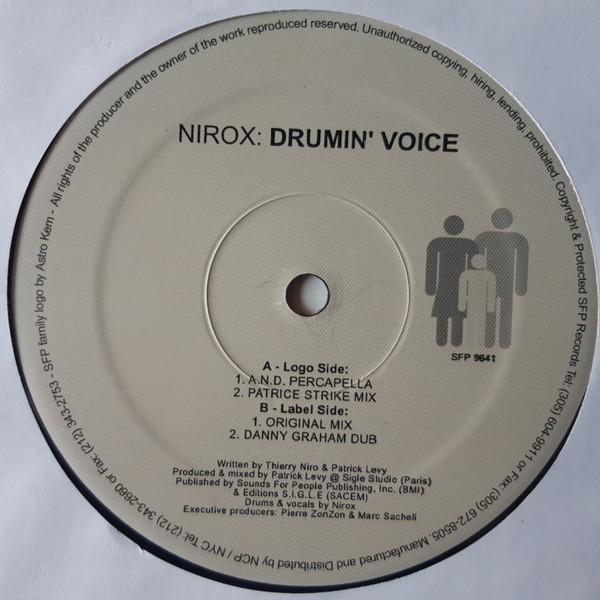 NIROX: DRUMIN' VOICE
SFP 9641
A - Logo Side:
1. A.N.D. PERCAPELLA
2. PATRICE STRIKE MIX
B - Label Side:
1. ORIGINAL MIX
2. DANNY GRAHAM DUB
Written by Thierry Niro & Patrick Levy
Produced & mixed by Patrick Levy @ Sigle Studio (Paris)
Published by Sounds For People Publishing, Inc. (BMI)
& Editions S.I.G.L.E (SACEM)
Drums & vocals by Nirox
Executive producers: Pierre ZonZon & Marc Sacheli
SFP family logo by Astro Kern - All rights of the producer and the owner of the work reproduced reserved. Unauthorized copying, hiring, lending, prohibited. Copyright & Protected SFP Records Tel: (305) 604-9911 or Fax: (305) 672-8505. Manufactured and Distributed by NCP / NYC Tel: (212) 343-2660 or Fax: (212) 343-2753 -